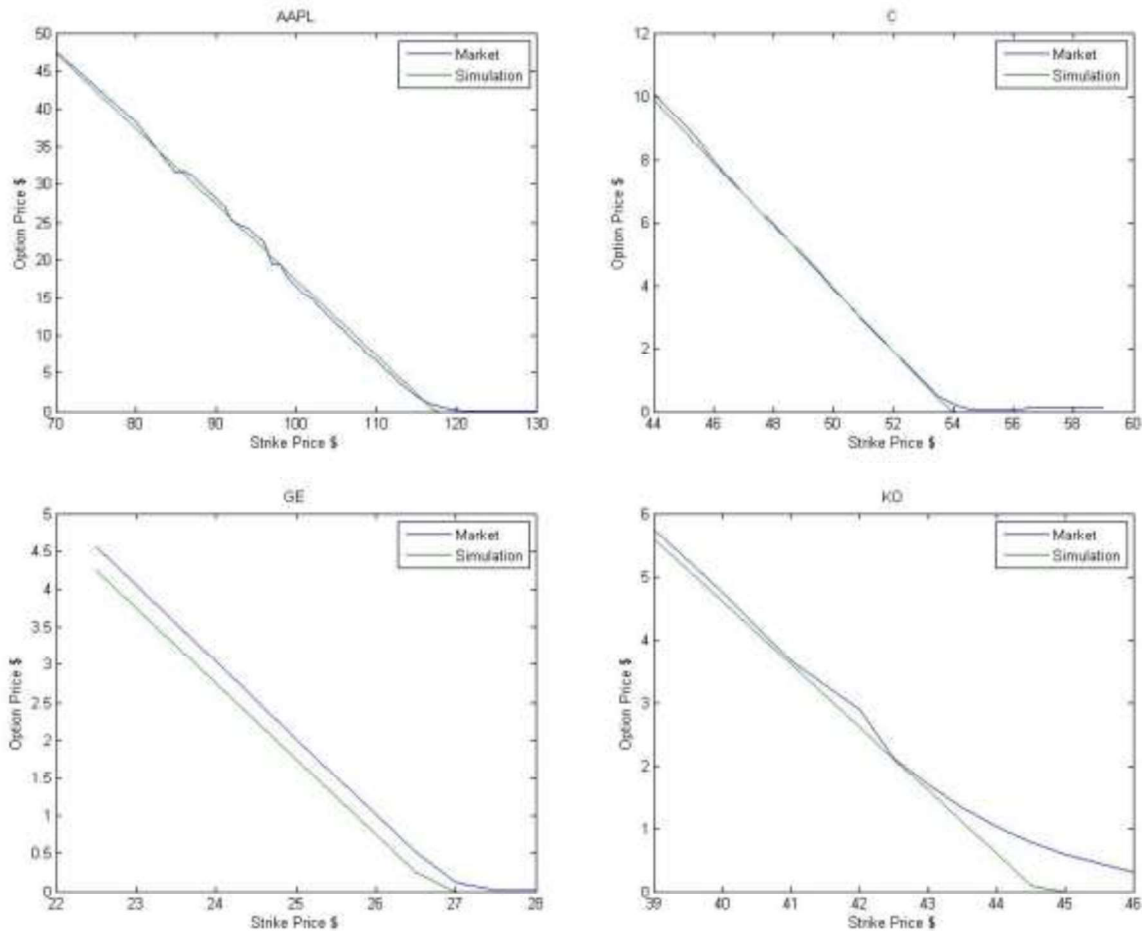 AAPL
50
45
40
35
30
25
20
15
10
5
0
Option Price $
70 80 90 100 110 120 130
Strike Price $
Market
Simulation
C
12
10
8
6
4
2
0
Option Price $
44 46 48 50 52 54 56 58 60
Strike Price $
Market
Simulation
GE
5
4.5
4
3.5
3
2.5
2
1.5
1
0.5
0
Option Price $
22 23 24 25 26 27 28
Strike Price $
Market
Simulation
KO
6
5
4
3
2
1
0
Option Price $
39 40 41 42 43 44 45 46
Strike Price $
Market
Simulation